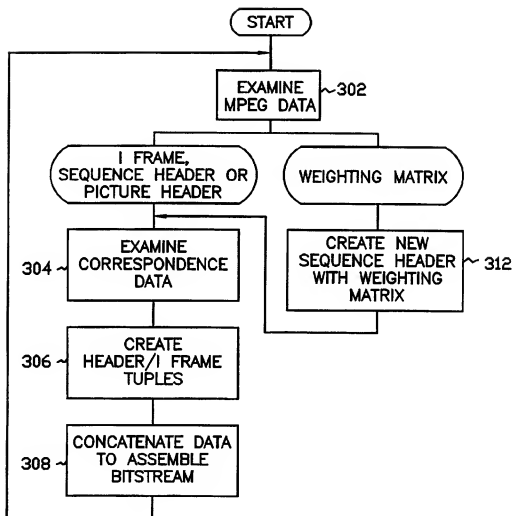 START
EXAMINE
MPEG DATA
302
I FRAME,
SEQUENCE HEADER OR
PICTURE HEADER
WEIGHTING MATRIX
304
EXAMINE
CORRESPONDENCE
DATA
CREATE NEW
SEQUENCE HEADER
WITH WEIGHTING
MATRIX
312
306
CREATE
HEADER/I FRAME
TUPLES
308
CONCATENATE DATA
TO ASSEMBLE
BITSTREAM